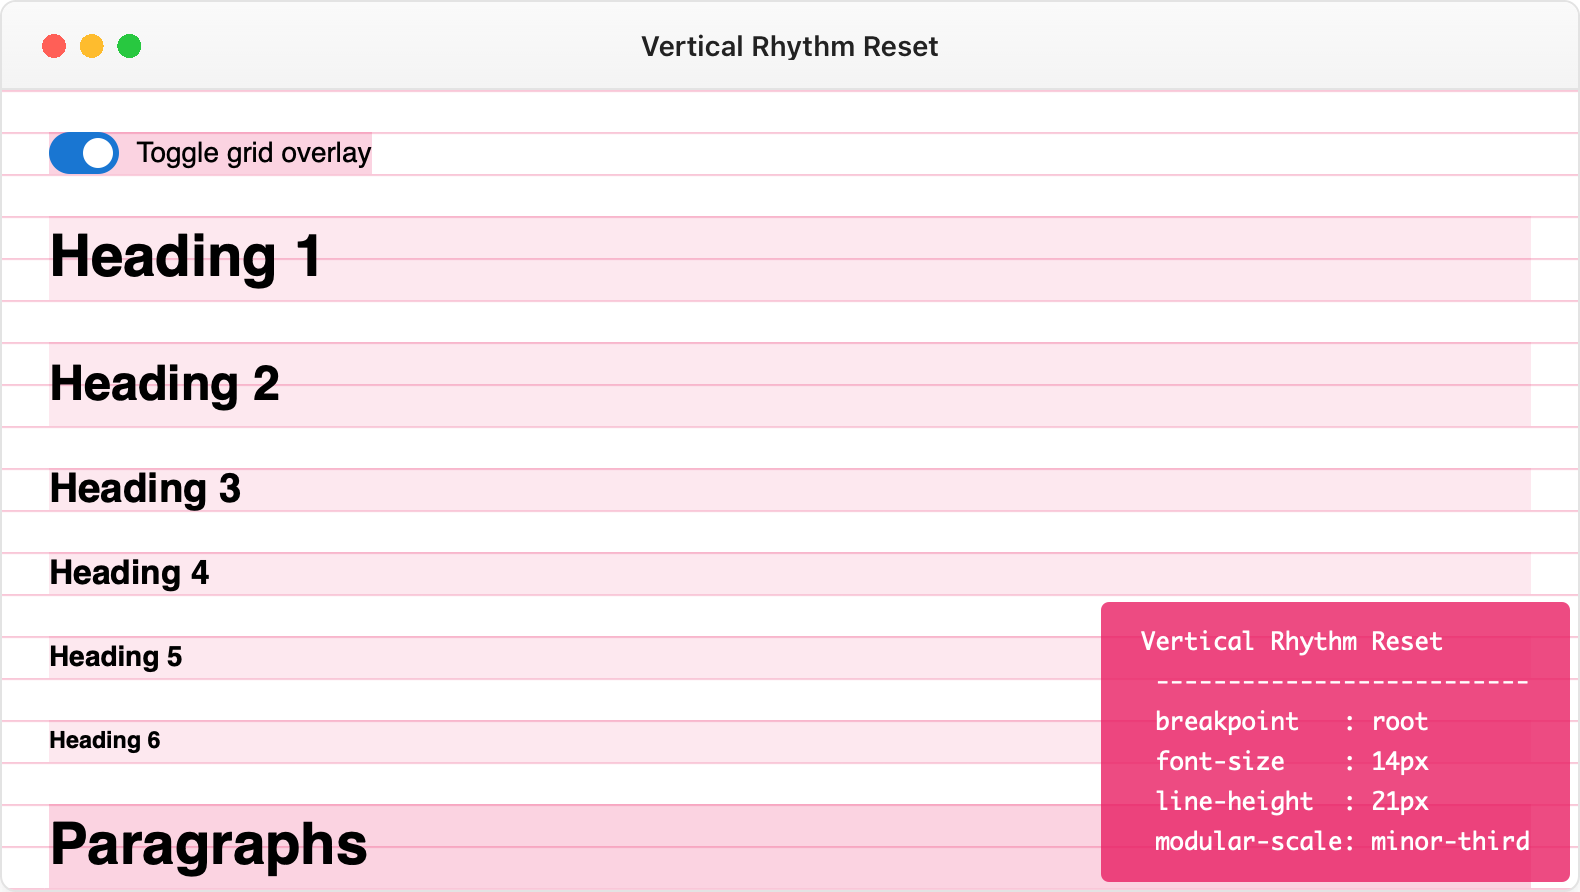 Vertical Rhythm Reset
Toggle grid overlay
Heading 1
Heading 2
Heading 3
Heading 4
Heading 5
Heading 6
Paragraphs
Vertical Rhythm Reset
--------------------------
breakpoint   : root
font-size    : 14px
line-height  : 21px
modular-scale: minor-third